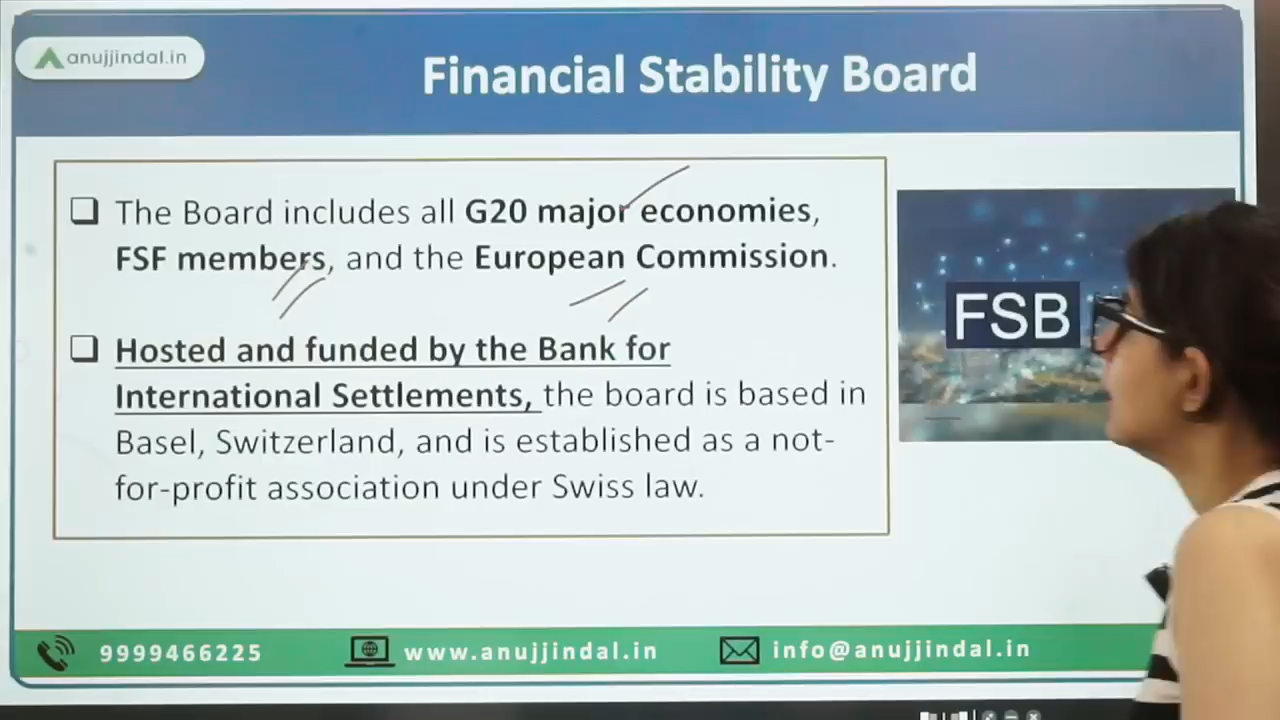 anujjindal.in
Financial Stability Board
❑ The Board includes all G20 major economies,
FSF members, and the European Commission.
❑ Hosted and funded by the Bank for
International Settlements, the board is based in
Basel, Switzerland, and is established as a not-
for-profit association under Swiss law.
FSB
9999466225
www.anujjindal.in
info@anujjindal.in